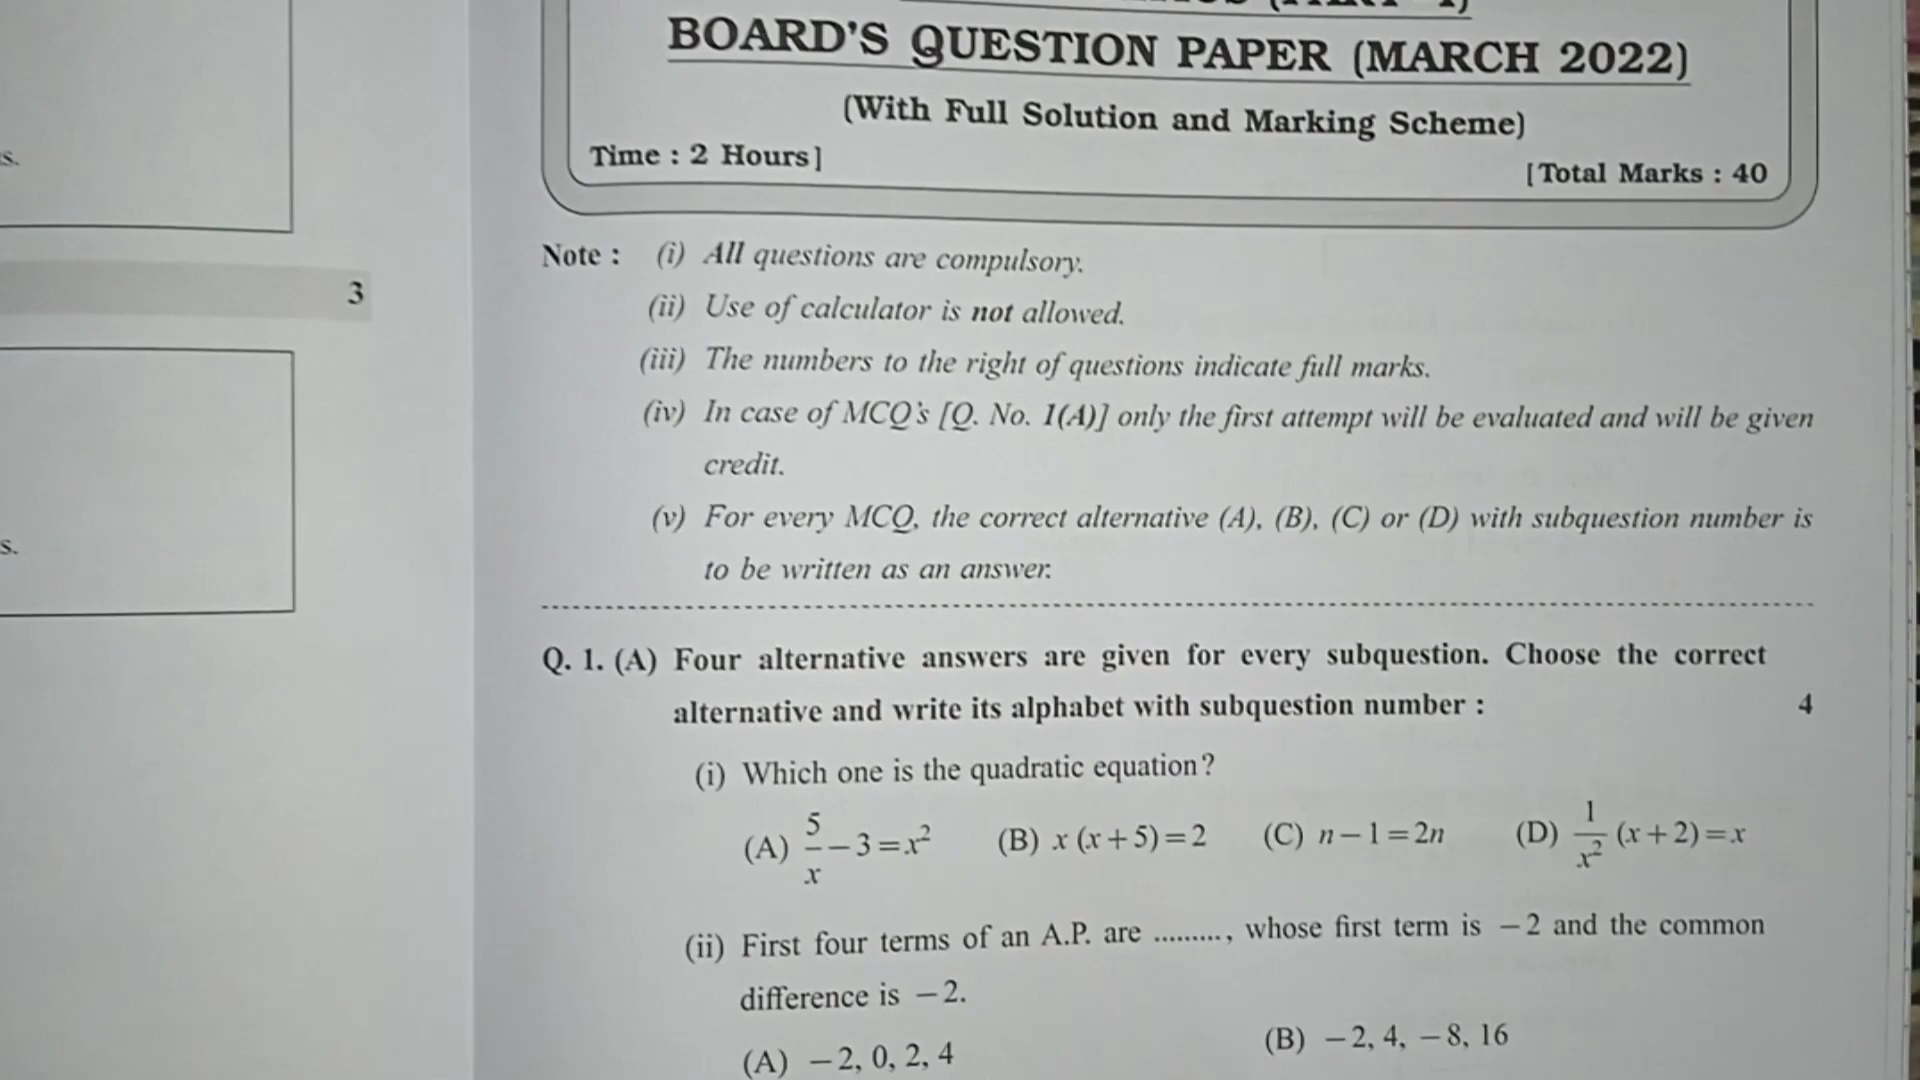 BOARD'S QUESTION PAPER (MARCH 2022)
(With Full Solution and Marking Scheme)
Time : 2 Hours]
[Total Marks : 40
s.
3
s.
Note : (i) All questions are compulsory.
(ii) Use of calculator is not allowed.
(iii) The numbers to the right of questions indicate full marks.
(iv) In case of MCQ's [Q. No. 1(A)] only the first attempt will be evaluated and will be given
credit.
(v) For every MCQ, the correct alternative (A), (B), (C) or (D) with subquestion number is
to be written as an answer.
Q. 1. (A) Four alternative answers are given for every subquestion. Choose the correct
alternative and write its alphabet with subquestion number : 4
(i) Which one is the quadratic equation?
(A) 5/x − 3 = x² (B) x (x + 5) = 2 (C) n − 1 = 2n (D) 1/x² (x + 2) = x
(ii) First four terms of an A.P. are ........., whose first term is − 2 and the common
difference is − 2.
(A) − 2, 0, 2, 4 (B) − 2, 4, − 8, 16